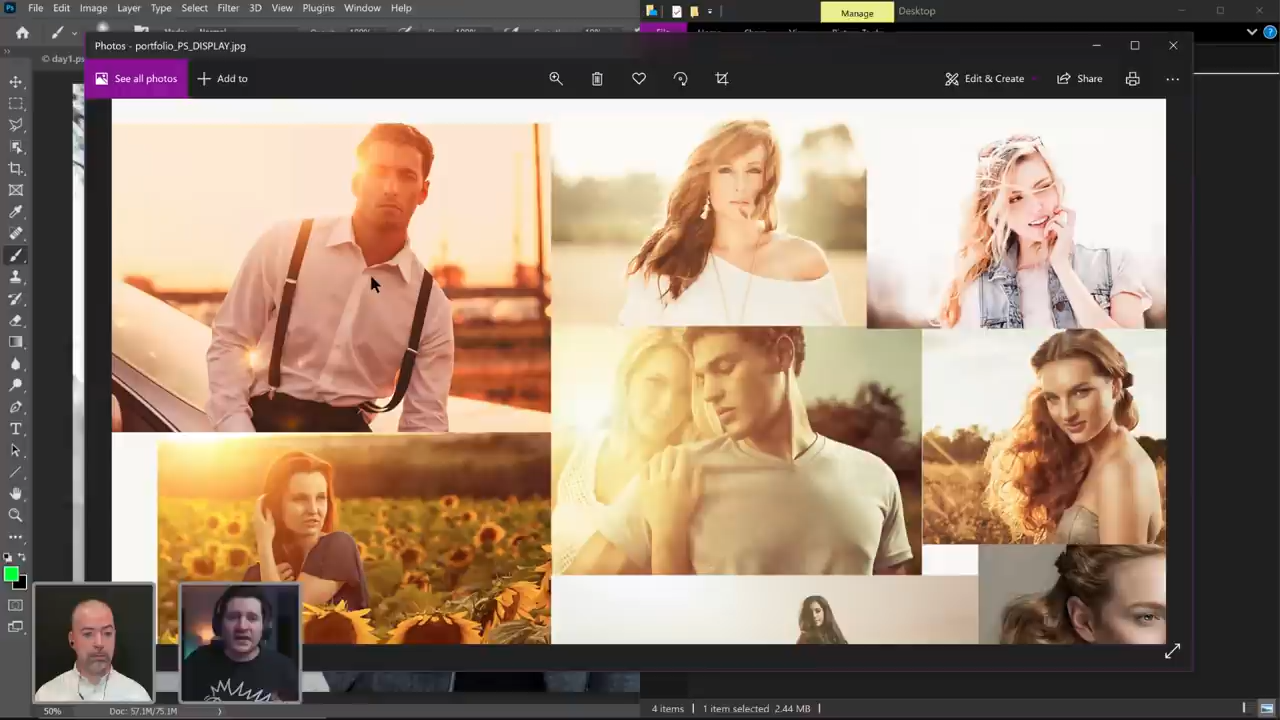 File Edit Image Layer Type Select Filter 3D View Plugins Window Help
Manage
Desktop
© day1.ps
Photos - portfolio_PS_DISPLAY.jpg
See all photos
Add to
Edit & Create
Share
50%
Doc: 57.1M/75.1M
4 items
1 item selected 2.44 MB